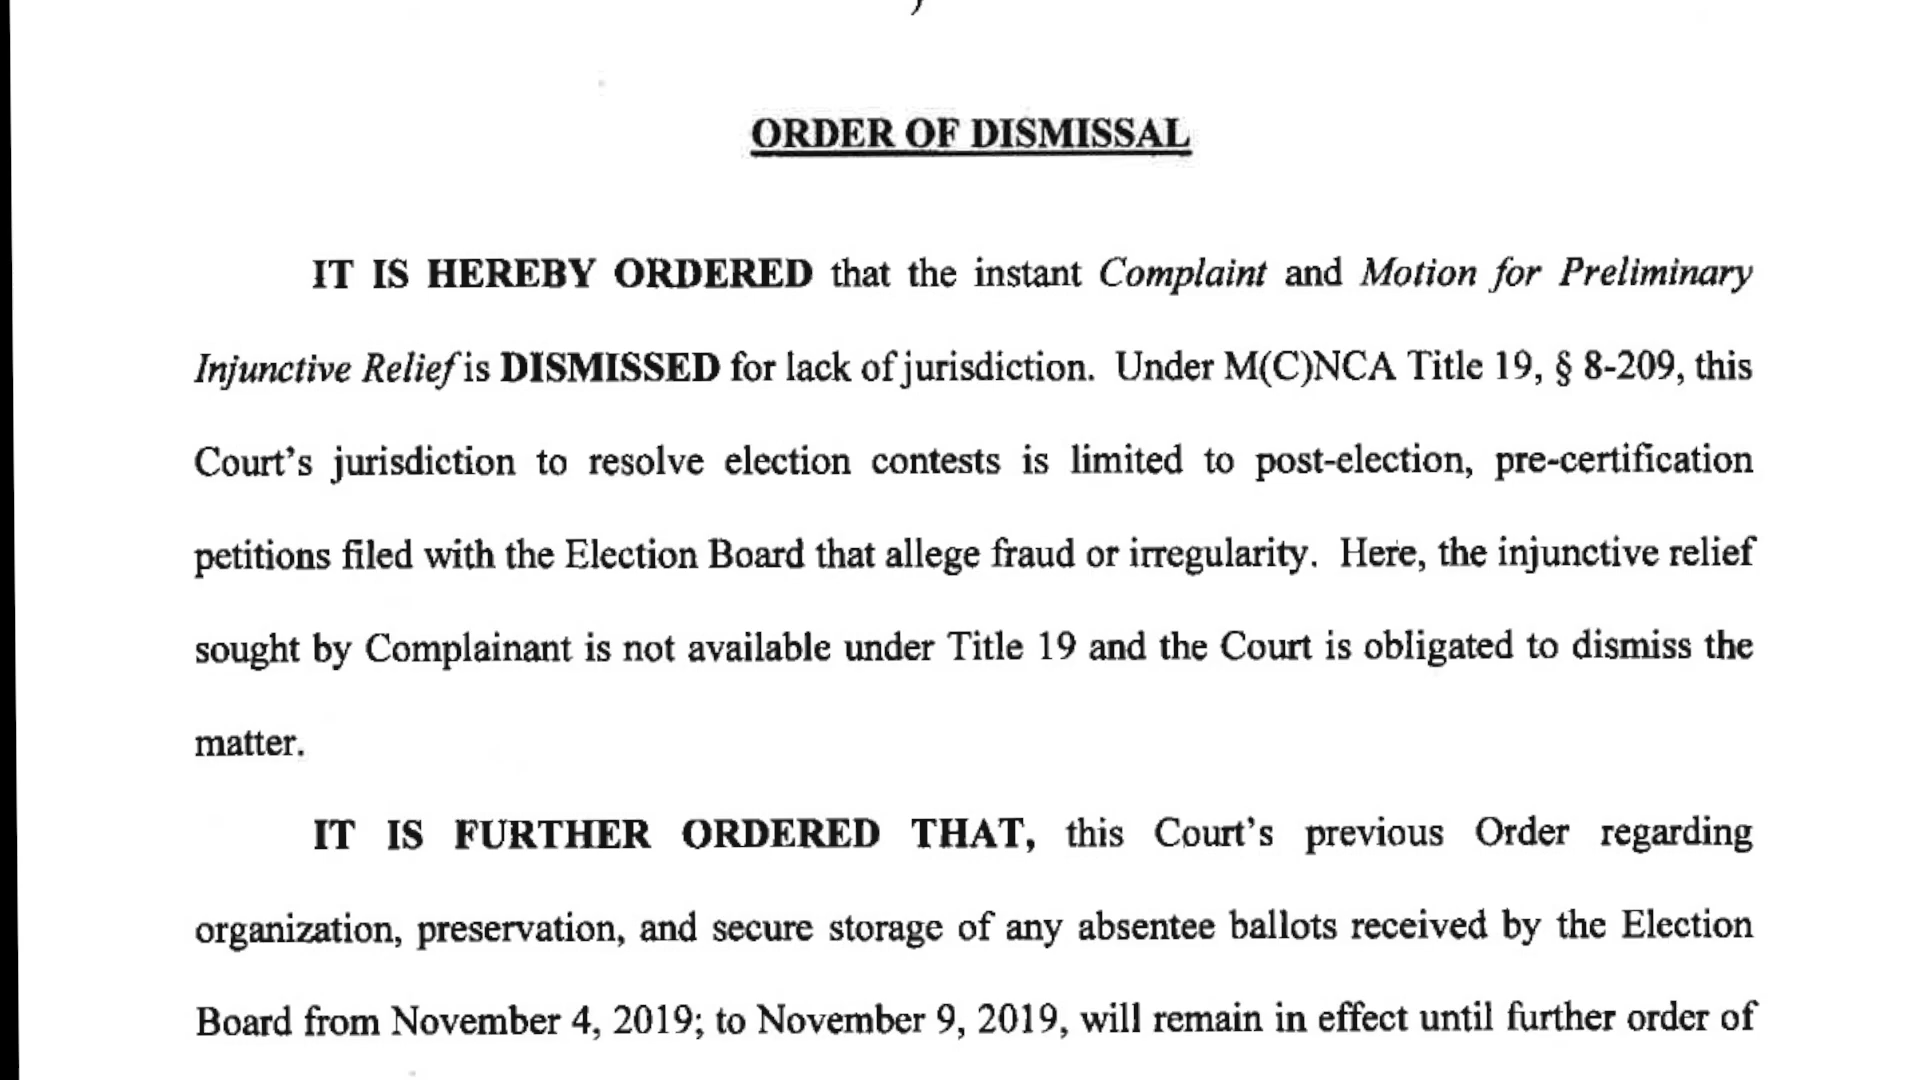 )
ORDER OF DISMISSAL
IT IS HEREBY ORDERED that the instant Complaint and Motion for Preliminary
Injunctive Relief is DISMISSED for lack of jurisdiction. Under M(C)NCA Title 19, § 8-209, this
Court's jurisdiction to resolve election contests is limited to post-election, pre-certification
petitions filed with the Election Board that allege fraud or irregularity. Here, the injunctive relief
sought by Complainant is not available under Title 19 and the Court is obligated to dismiss the
matter.
IT IS FURTHER ORDERED THAT, this Court's previous Order regarding
organization, preservation, and secure storage of any absentee ballots received by the Election
Board from November 4, 2019; to November 9, 2019, will remain in effect until further order of